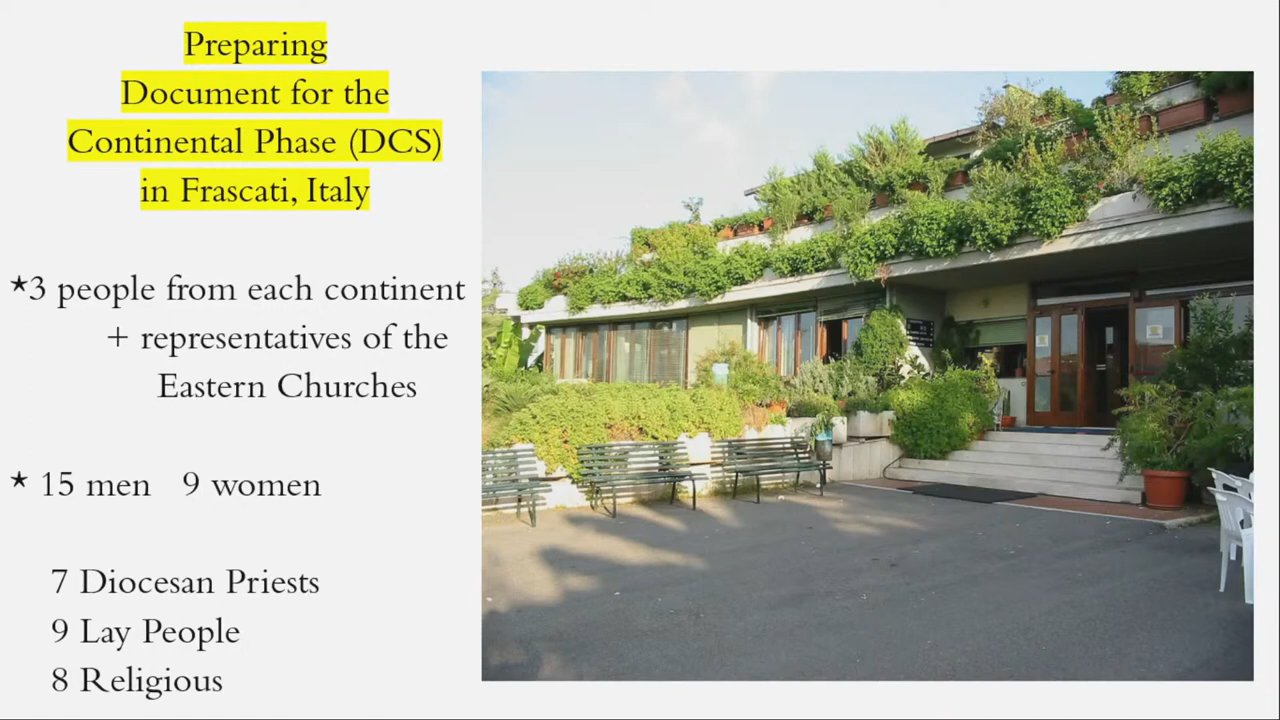 Preparing
Document for the
Continental Phase (DCS)
in Frascati, Italy
*3 people from each continent
+ representatives of the
Eastern Churches
* 15 men 9 women
7 Diocesan Priests
9 Lay People
8 Religious